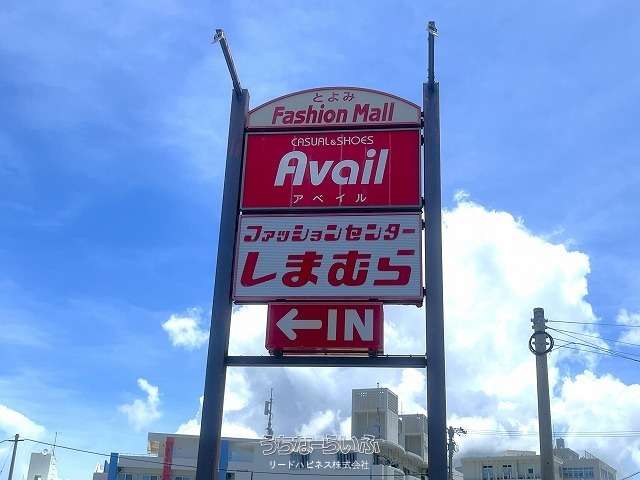 とよみ
Fashion Mall
CASUAL&SHOES
Avail
アベイル
ファッションセンター
しまむら
←IN
うちなーらいふ
リードハピネス株式会社